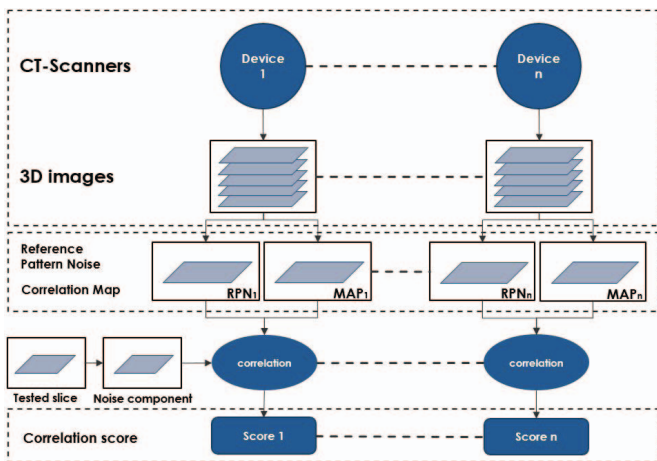 CT-Scanners
Device
1
Device
n
3D images
Reference
Pattern Noise
Correlation Map
RPN₁
MAP₁
RPNₙ
MAPₙ
correlation
correlation
Tested slice
Noise component
Correlation score
Score 1
Score n